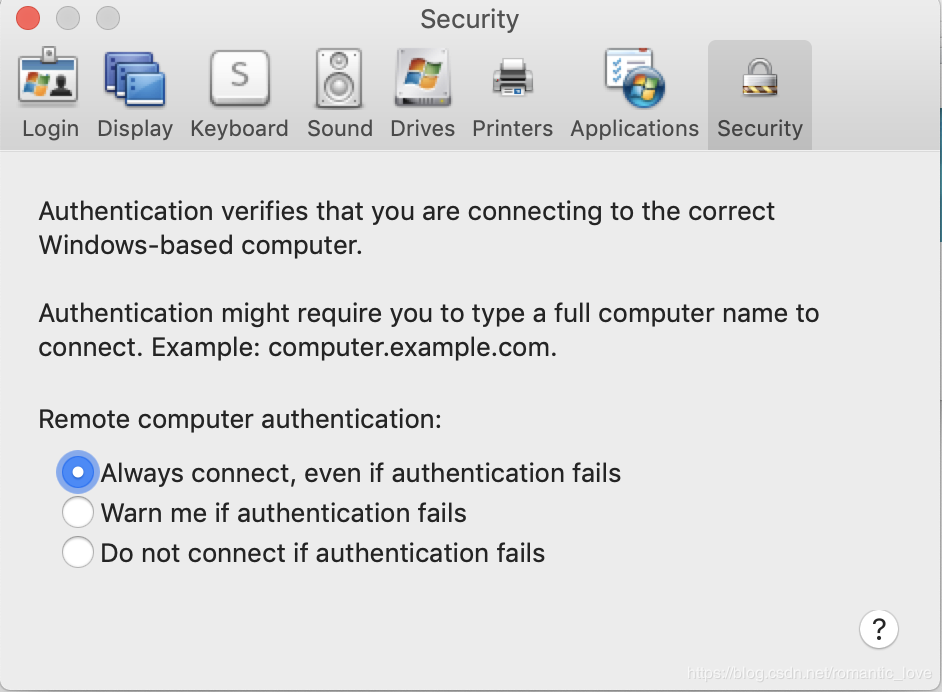 Security
S
Login Display Keyboard Sound Drives Printers Applications Security
Authentication verifies that you are connecting to the correct
Windows-based computer.
Authentication might require you to type a full computer name to
connect. Example: computer.example.com.
Remote computer authentication:
Always connect, even if authentication fails
Warn me if authentication fails
Do not connect if authentication fails
?
https://blog.csdn.net/romantic_love